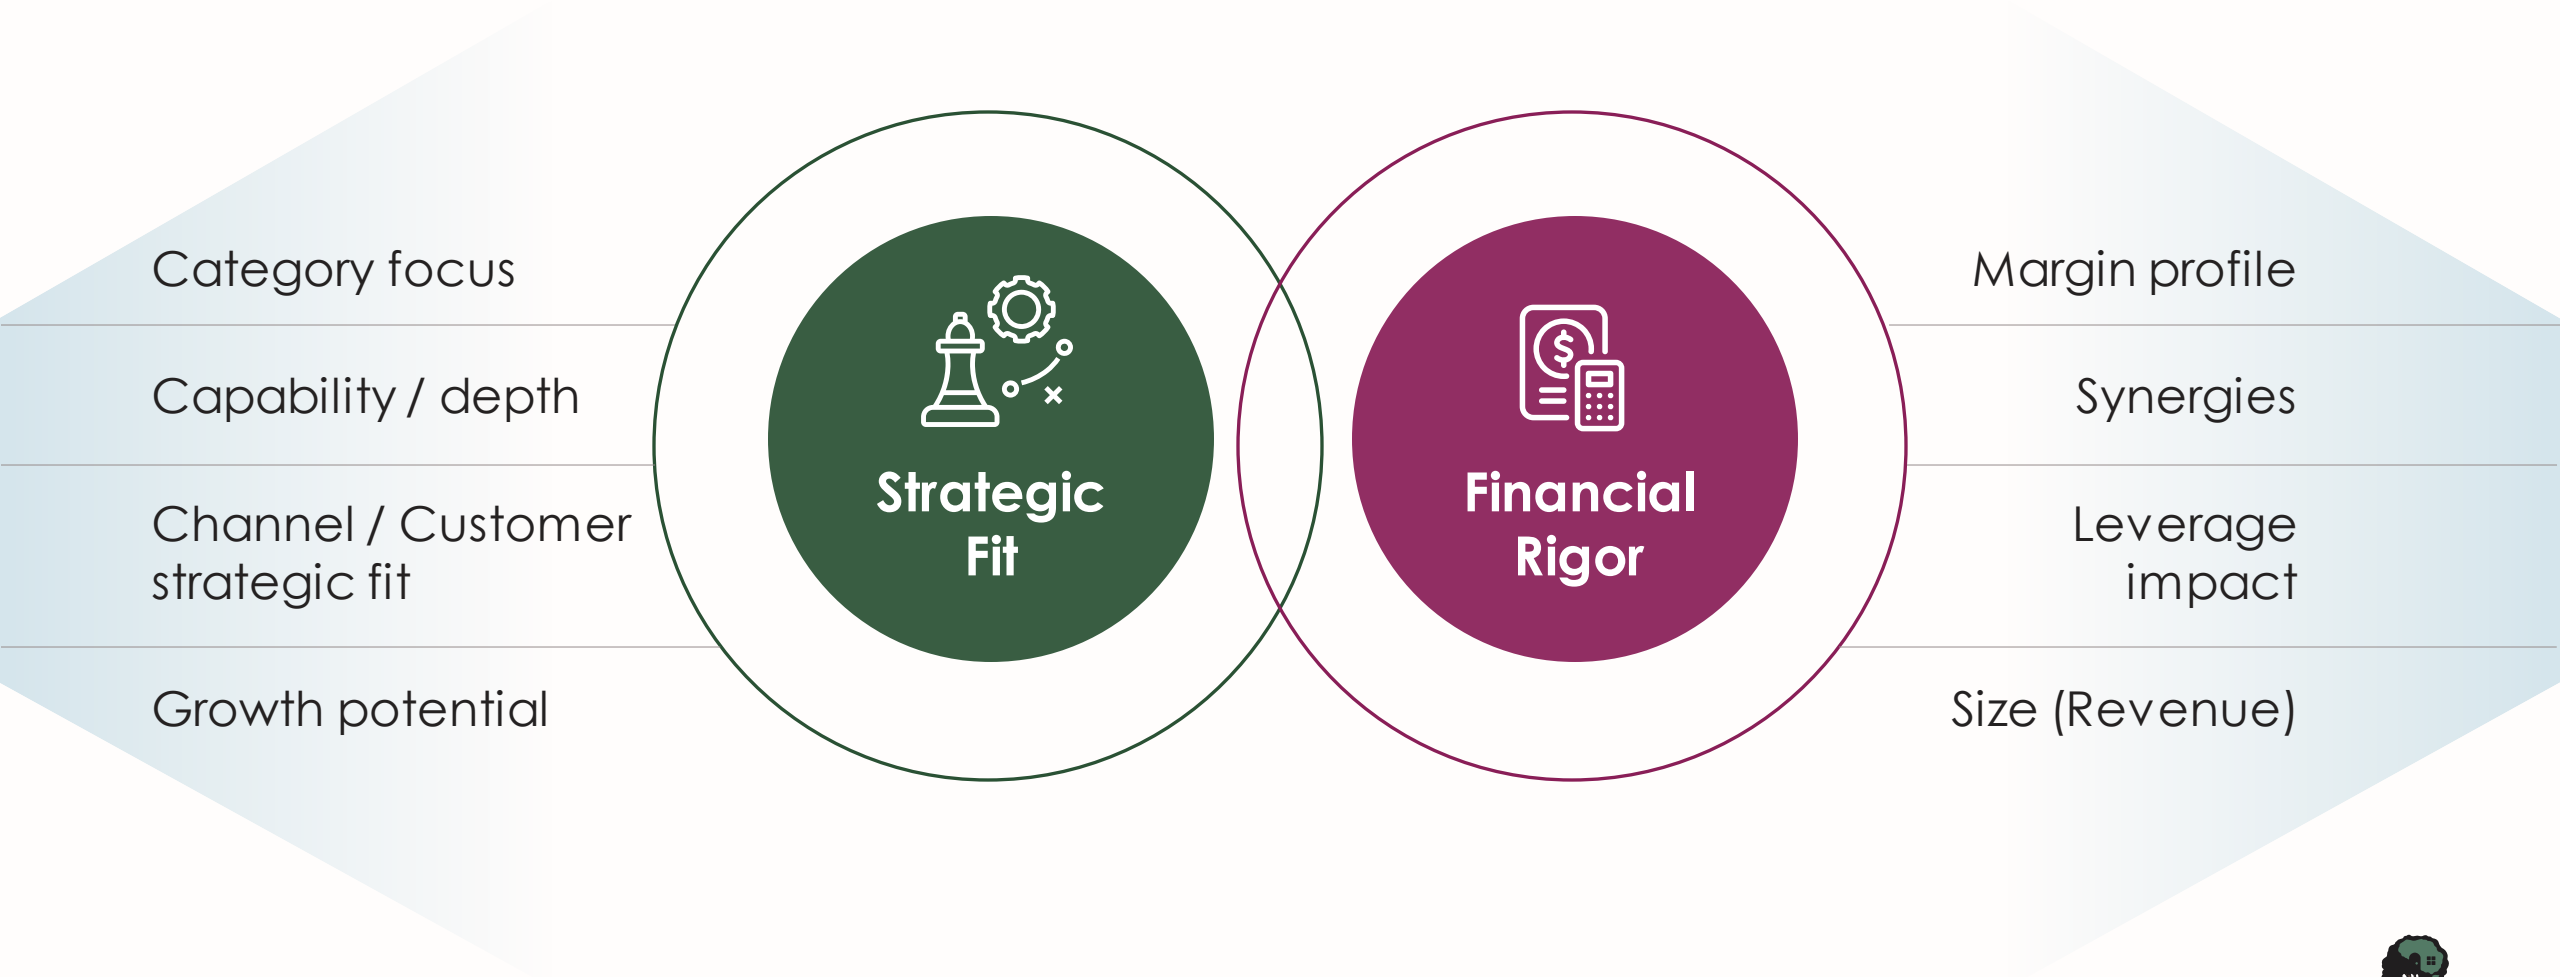 Category focus
Capability / depth
Channel / Customer
strategic fit
Growth potential
Strategic
Fit
$
Financial
Rigor
Margin profile
Synergies
Leverage
impact
Size (Revenue)